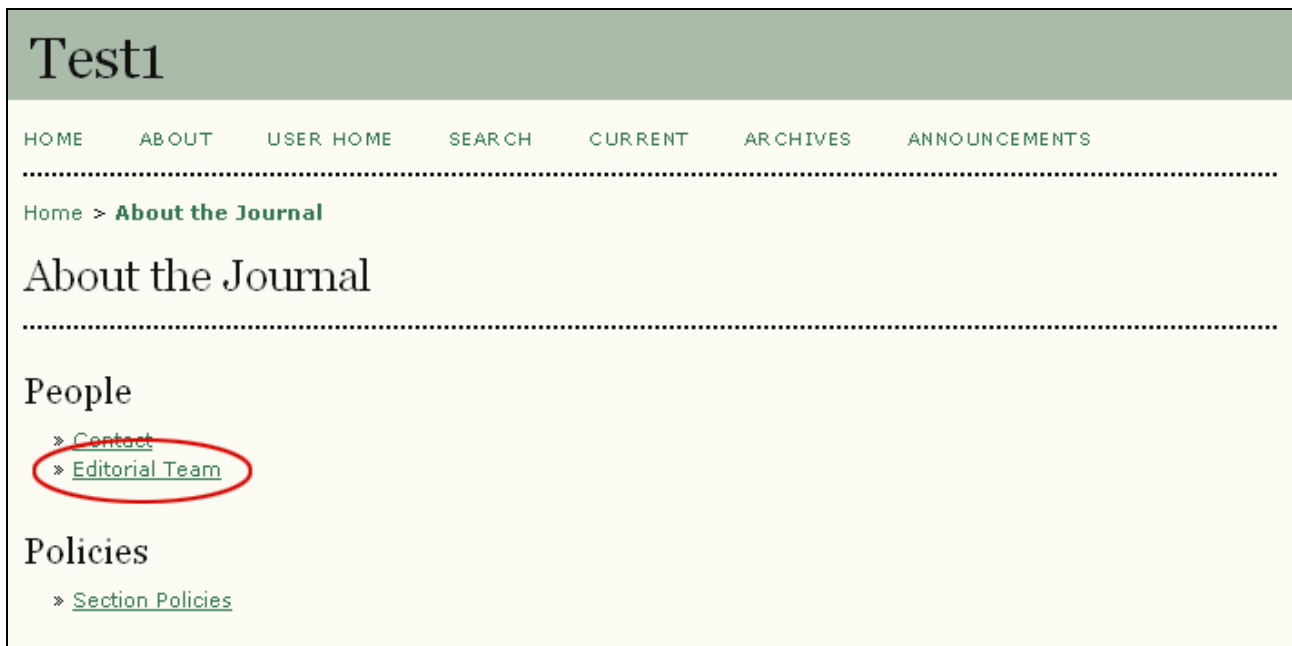 Test1
HOME ABOUT USER HOME SEARCH CURRENT ARCHIVES ANNOUNCEMENTS
Home > About the Journal
About the Journal
People
» Contact
» Editorial Team
Policies
» Section Policies